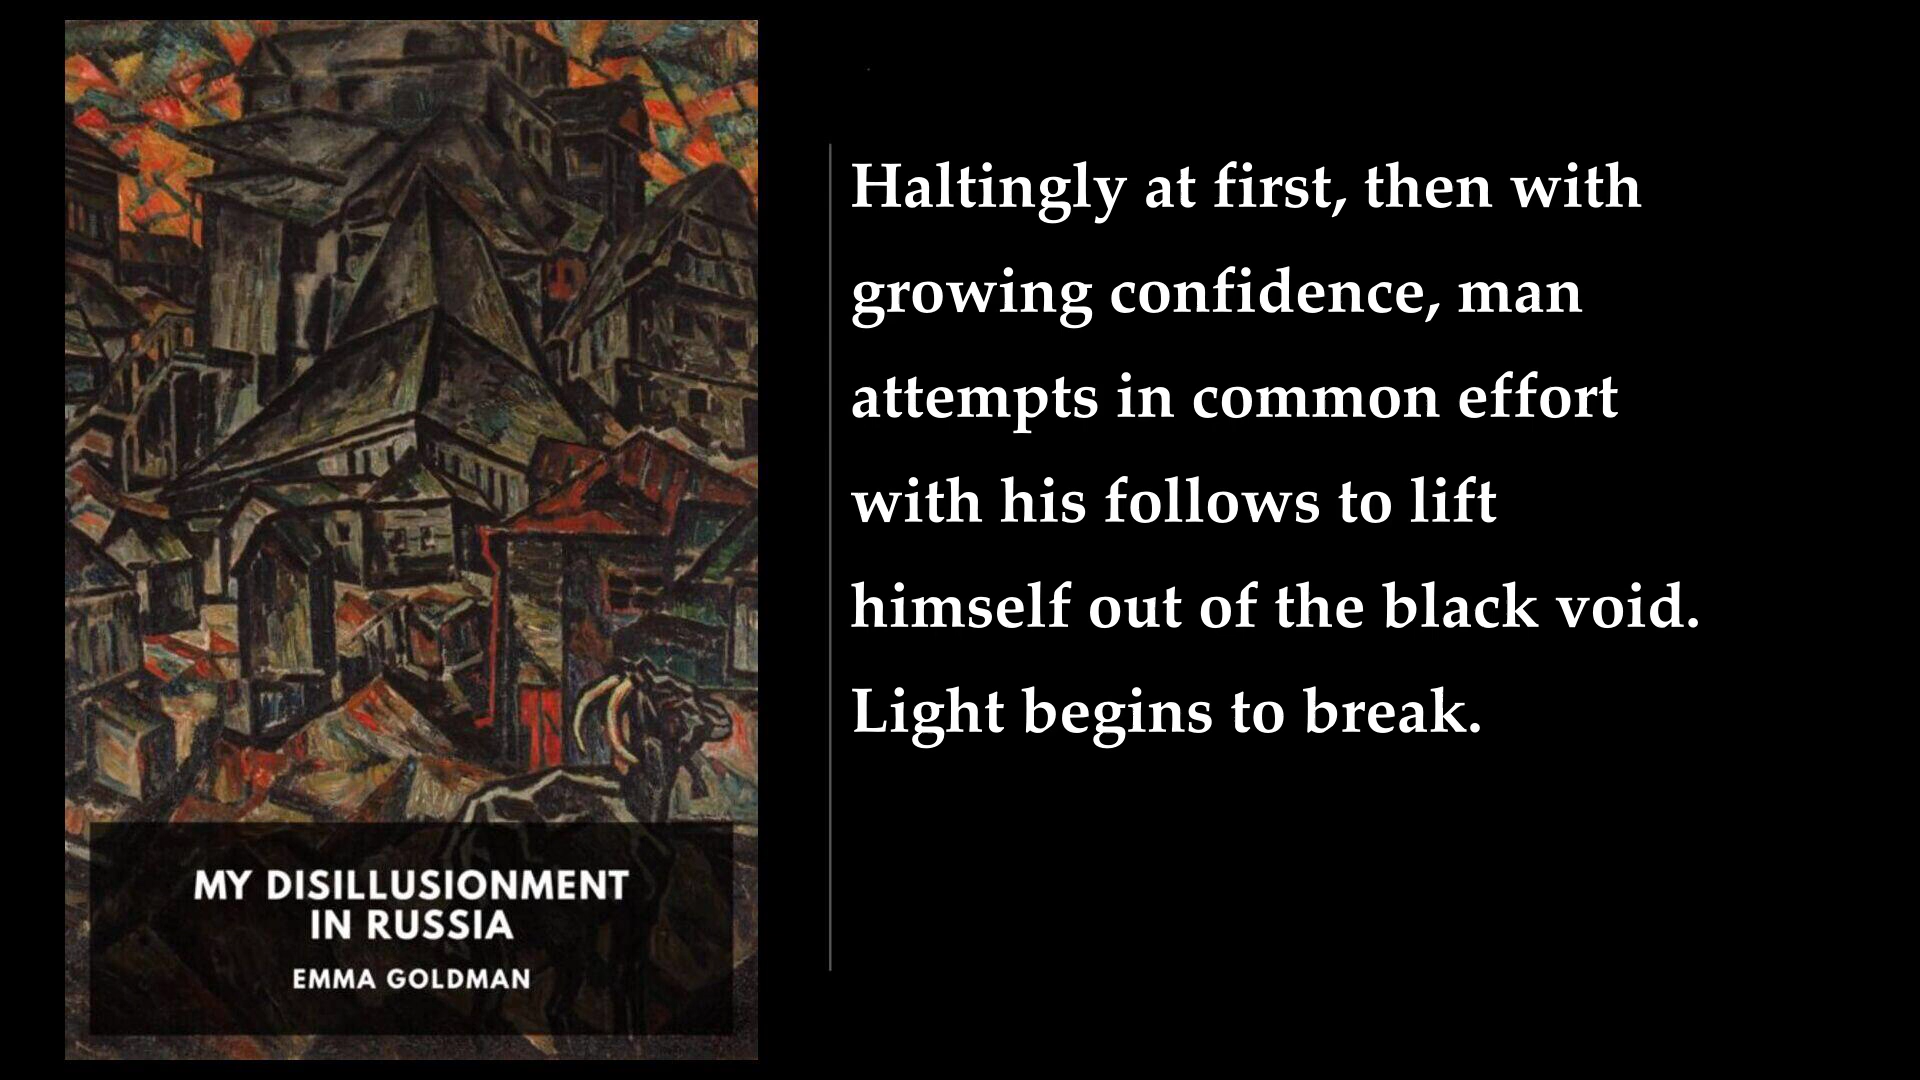 MY DISILLUSIONMENT
IN RUSSIA
EMMA GOLDMAN
Haltingly at first, then with
growing confidence, man
attempts in common effort
with his follows to lift
himself out of the black void.
Light begins to break.